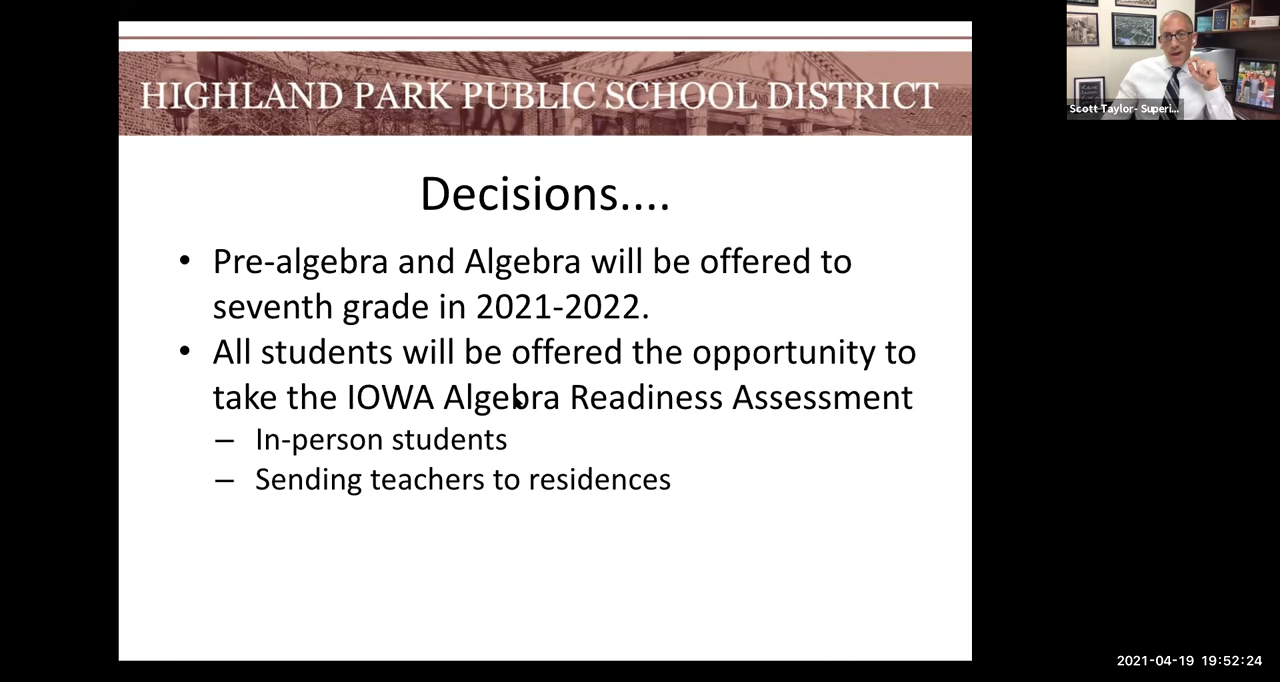 HIGHLAND PARK PUBLIC SCHOOL DISTRICT
Scott Taylor- Superi...
Decisions....
• Pre-algebra and Algebra will be offered to
seventh grade in 2021-2022.
• All students will be offered the opportunity to
take the IOWA Algebra Readiness Assessment
– In-person students
– Sending teachers to residences
2021-04-19 19:52:24